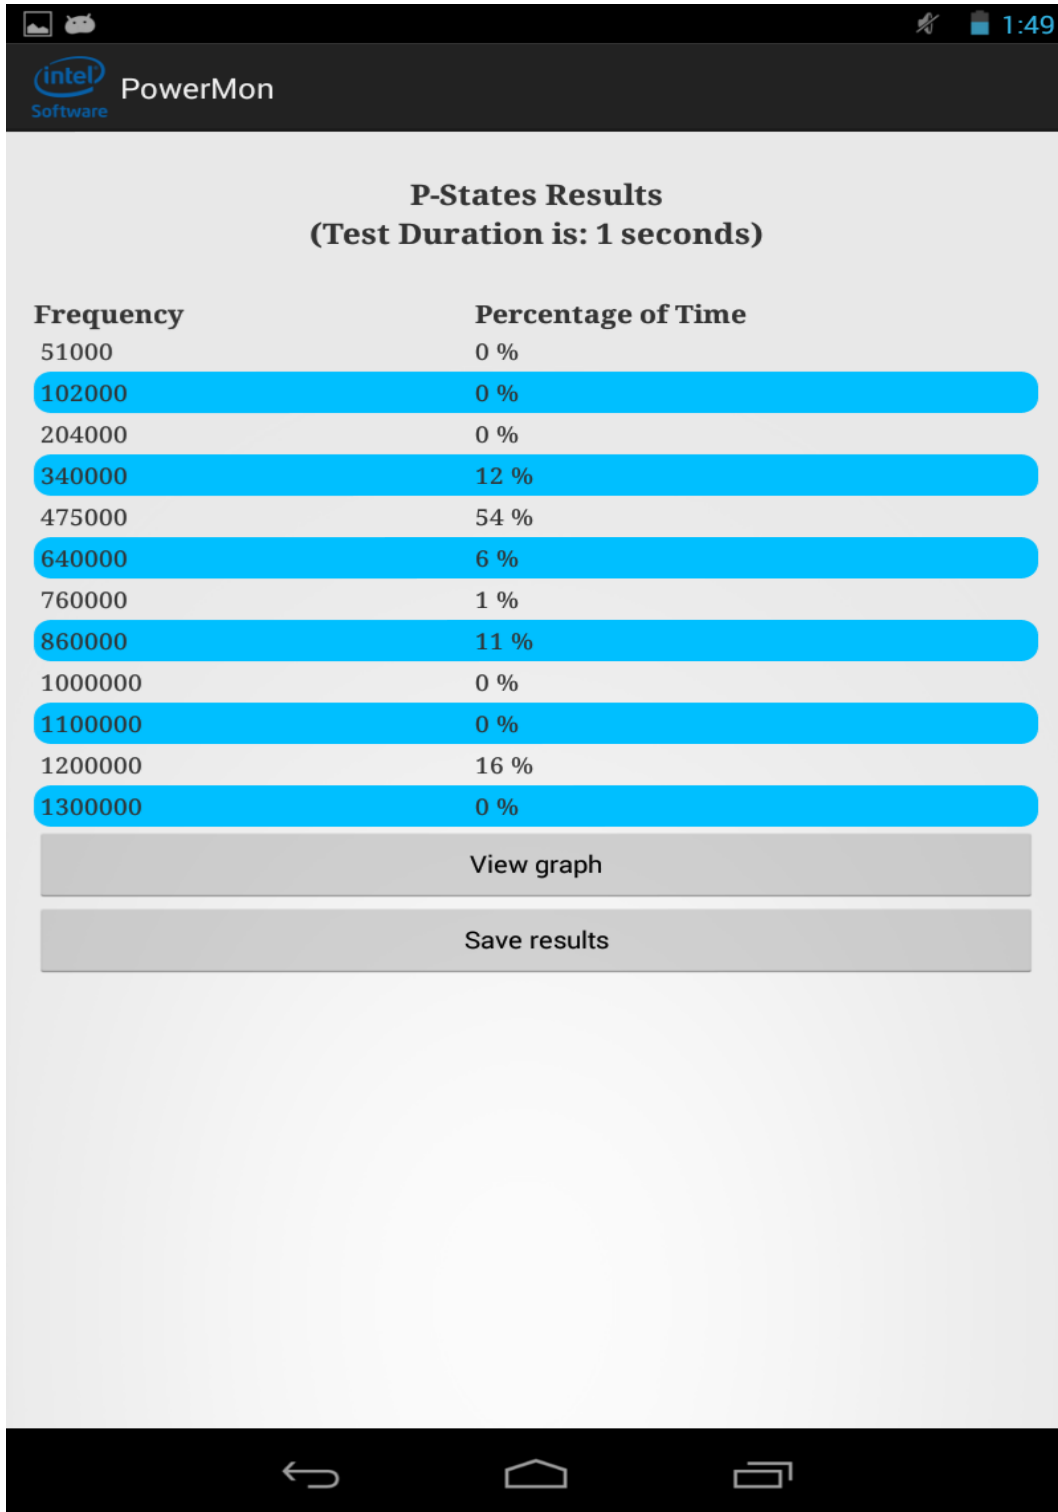 1:49
intel
Software
PowerMon
P-States Results
(Test Duration is: 1 seconds)
Frequency Percentage of Time
51000 0 %
102000 0 %
204000 0 %
340000 12 %
475000 54 %
640000 6 %
760000 1 %
860000 11 %
1000000 0 %
1100000 0 %
1200000 16 %
1300000 0 %
View graph
Save results